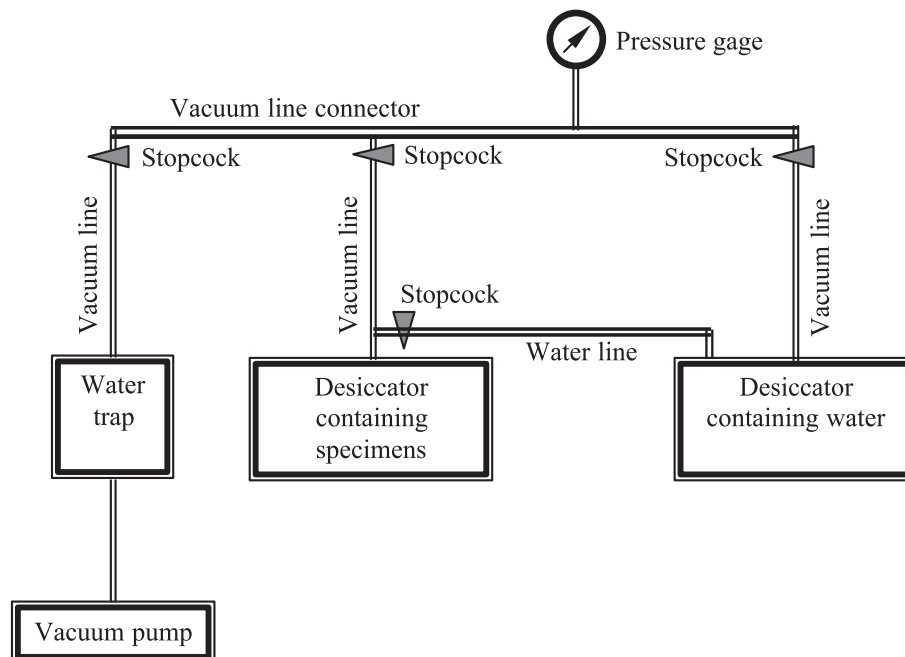 Pressure gage
Vacuum line connector
Stopcock
Stopcock
Stopcock
Vacuum line
Vacuum line
Vacuum line
Stopcock
Water line
Water
trap
Desiccator
containing
specimens
Desiccator
containing water
Vacuum pump